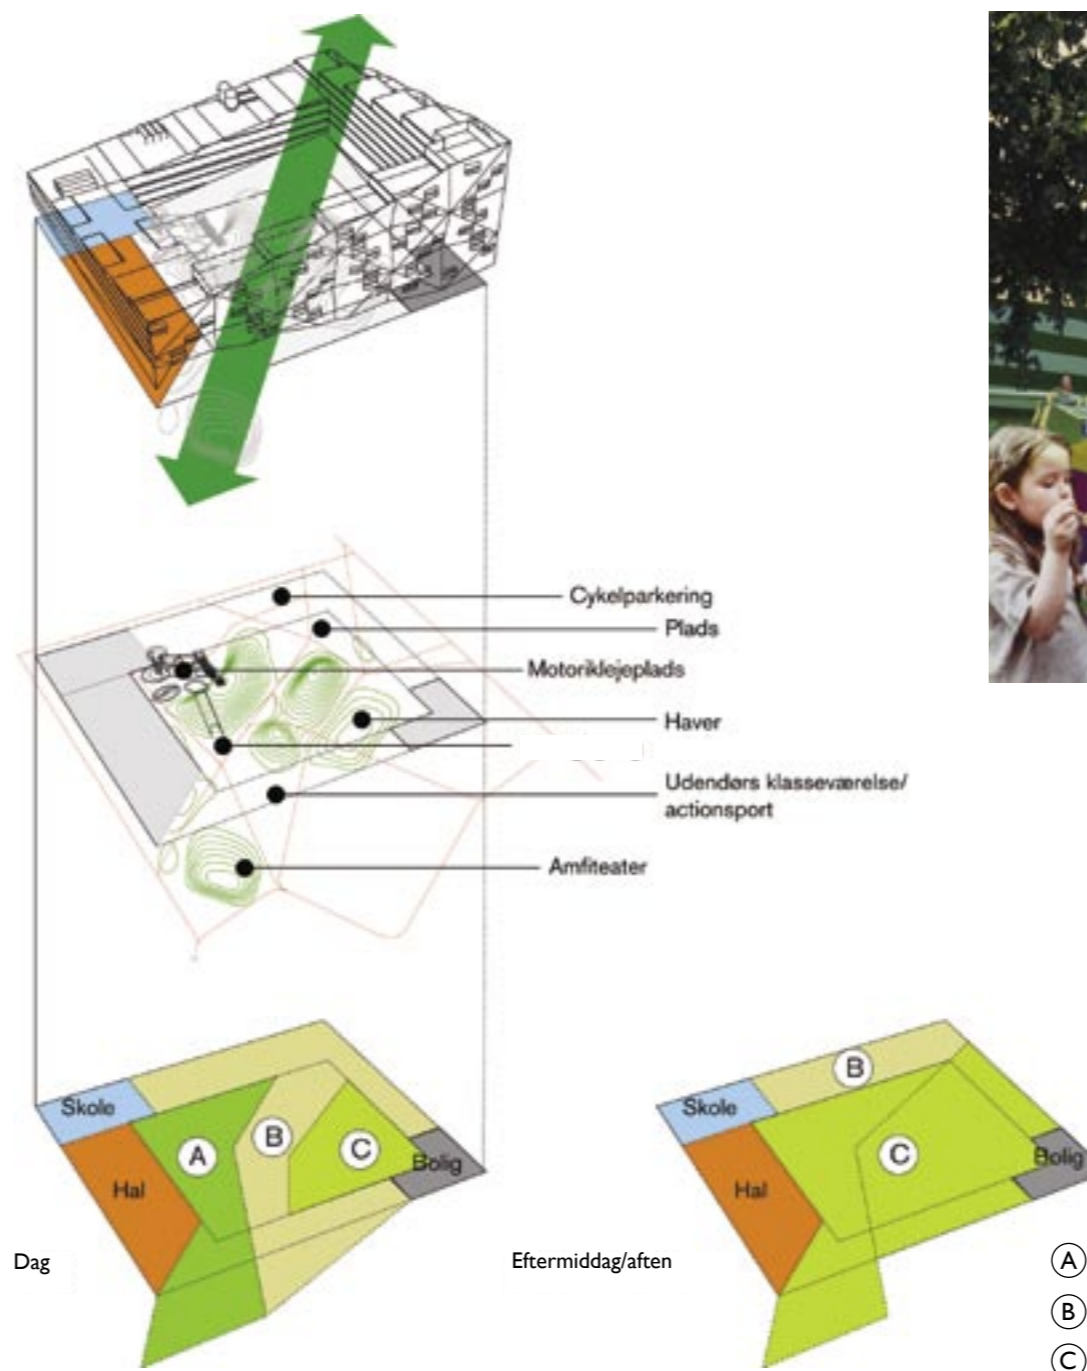 Cykelparkering
Plads
Motoriklejeplads
Haver
Udendørs klasseværelse/
actionsport
Amfiteater
Skole
A
B
C
Hal
Bolig
Dag
Skole
B
C
Hal
Bolig
Eftermiddag/aften
A
B
C